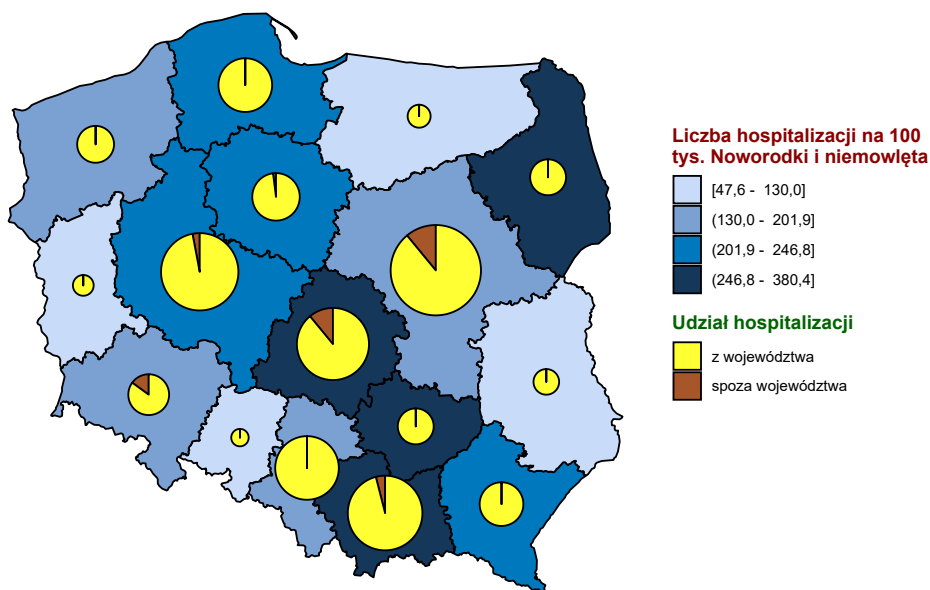 Liczba hospitalizacji na 100
tys. Noworodki i niemowlęta
[47,6 - 130,0]
(130,0 - 201,9]
(201,9 - 246,8]
(246,8 - 380,4]
Udział hospitalizacji
z województwa
spoza województwa